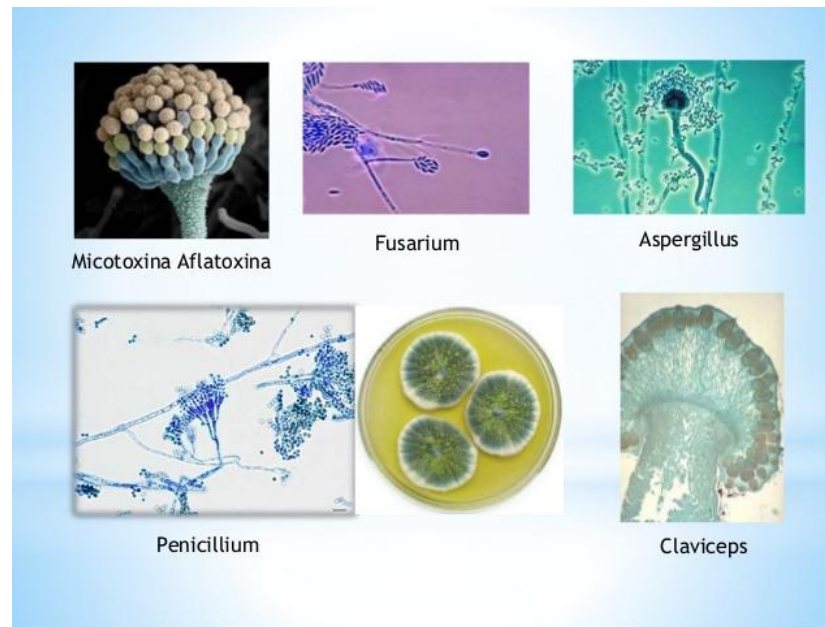 Micotoxina Aflatoxina
Fusarium
Aspergillus
Penicillium
Claviceps